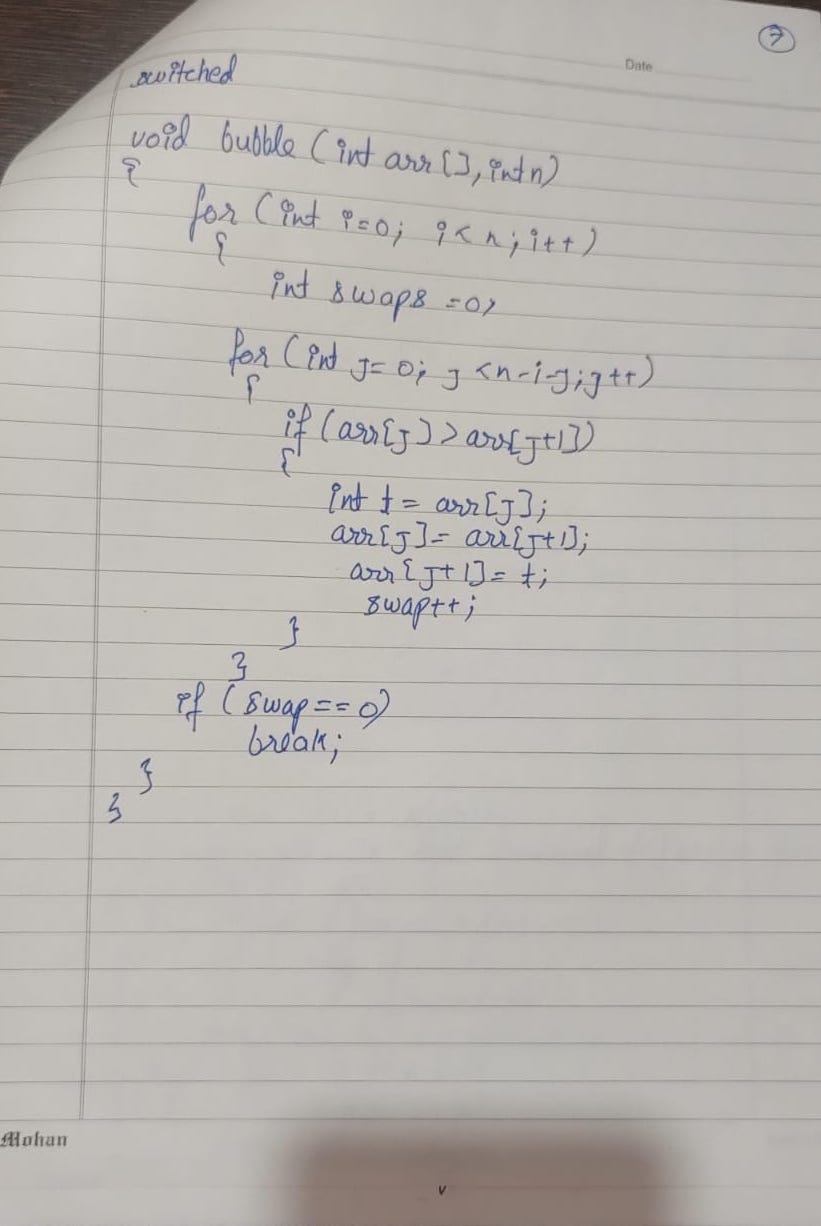 7
Date
switched
void bubble (int arr[], int n)
{
for (int i=0; i< n; i++)
{
int swaps =0;
for (int j= 0; j <n-i-j; j++)
{
if (arr[j] > arr[j+1])
{
int t = arr[j];
arr[j]= arr[j+1];
arr[j+1]= t;
swap++;
}
}
if (swap==0)
break;
}
}
Mohan